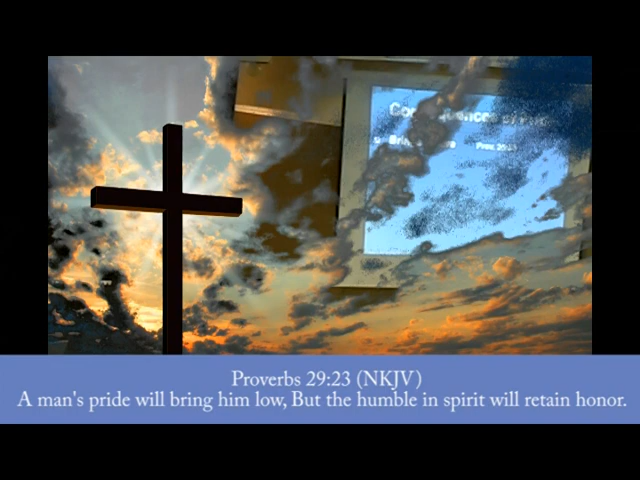 Proverbs 29:23 (NKJV)
A man's pride will bring him low, But the humble in spirit will retain honor.